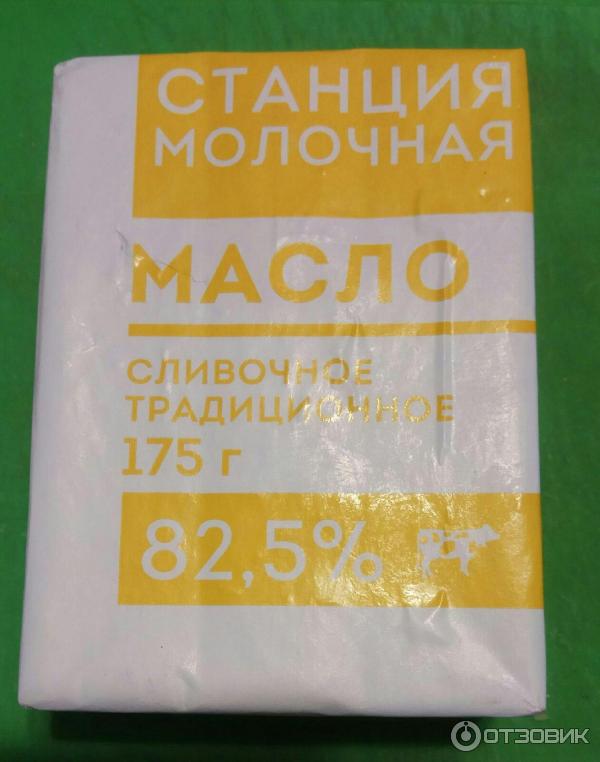 СТАНЦИЯ
МОЛОЧНАЯ
МАСЛО
СЛИВОЧНОЕ
ТРАДИЦИОННОЕ
175 г
82,5%
ОТЗОВИК